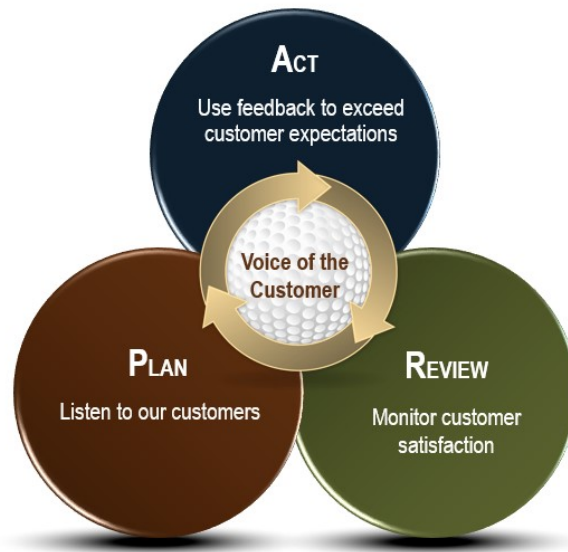 ACT
Use feedback to exceed
customer expectations
Voice of the
Customer
PLAN
Listen to our customers
REVIEW
Monitor customer
satisfaction